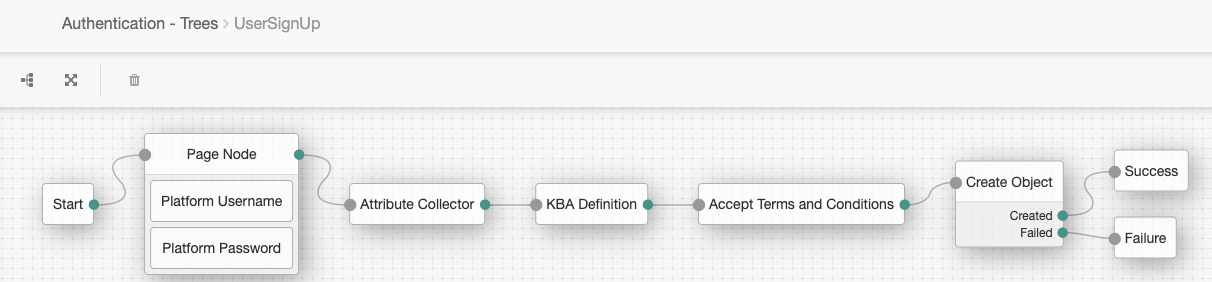 Authentication - Trees > UserSignUp
Start
Page Node
Platform Username
Platform Password
Attribute Collector
KBA Definition
Accept Terms and Conditions
Create Object
Created
Failed
Success
Failure